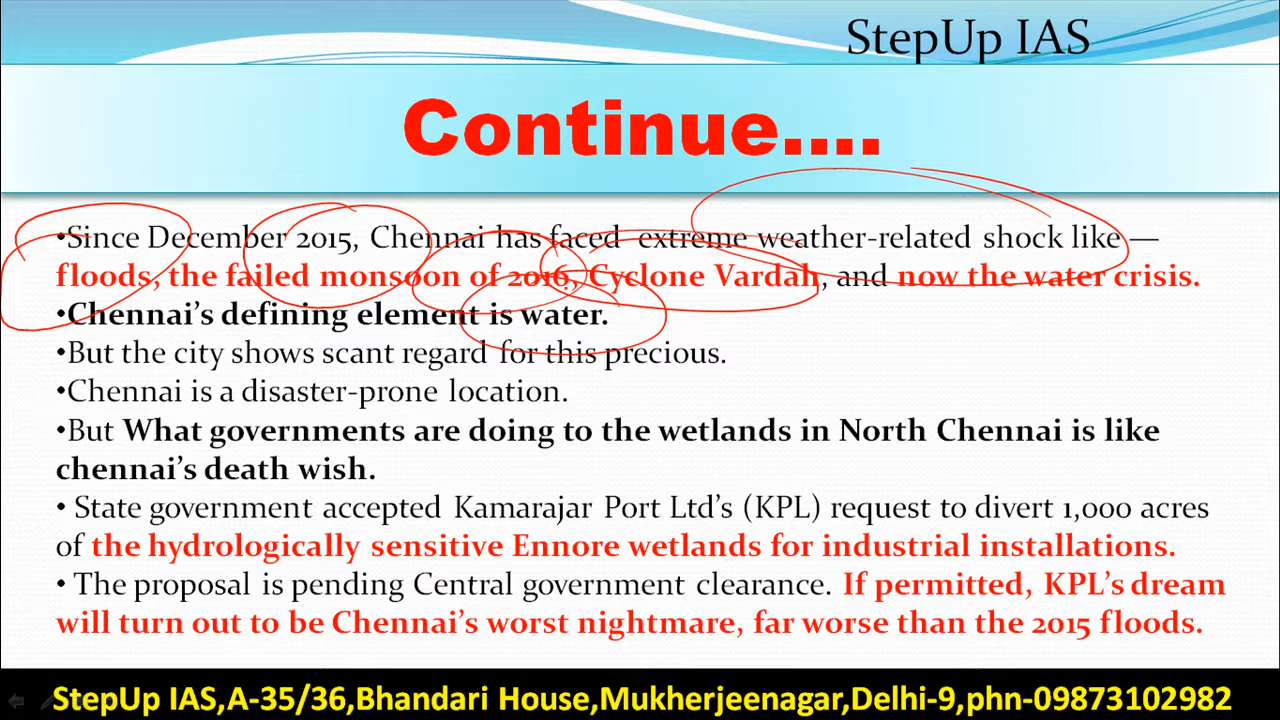 StepUp IAS
Continue....
•Since December 2015, Chennai has faced extreme weather-related shock like —
floods, the failed monsoon of 2016, Cyclone Vardah, and now the water crisis.
•Chennai's defining element is water.
•But the city shows scant regard for this precious.
•Chennai is a disaster-prone location.
•But What governments are doing to the wetlands in North Chennai is like
chennai's death wish.
• State government accepted Kamarajar Port Ltd's (KPL) request to divert 1,000 acres
of the hydrologically sensitive Ennore wetlands for industrial installations.
• The proposal is pending Central government clearance. If permitted, KPL's dream
will turn out to be Chennai's worst nightmare, far worse than the 2015 floods.
StepUp IAS,A-35/36,Bhandari House,Mukherjeenagar,Delhi-9,phn-09873102982